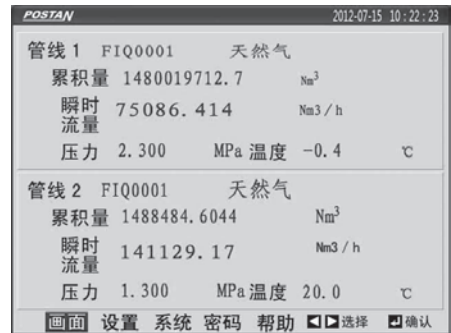 POSTAN 2012-07-15 10:22:23
管线 1 FIQ0001 天然气
累积量 1480019712.7 Nm³
瞬时流量 75086.414 Nm3/h
压力 2.300 MPa 温度 -0.4 ℃
管线 2 FIQ0001 天然气
累积量 1488484.6044 Nm³
瞬时流量 141129.17 Nm3/h
压力 1.300 MPa 温度 20.0 ℃
画面 设置 系统 密码 帮助 ◀▶选择 ↵确认